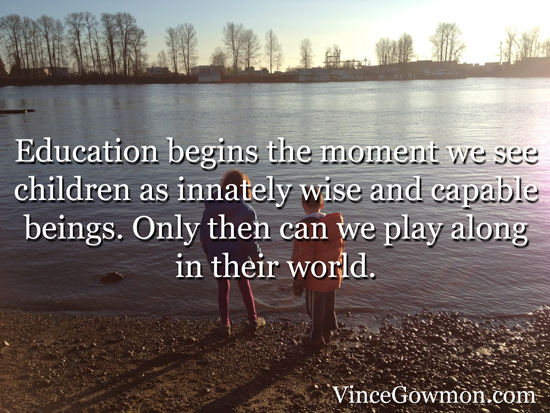 Education begins the moment we see
children as innately wise and capable
beings. Only then can we play along
in their world.
VinceGowmon.com